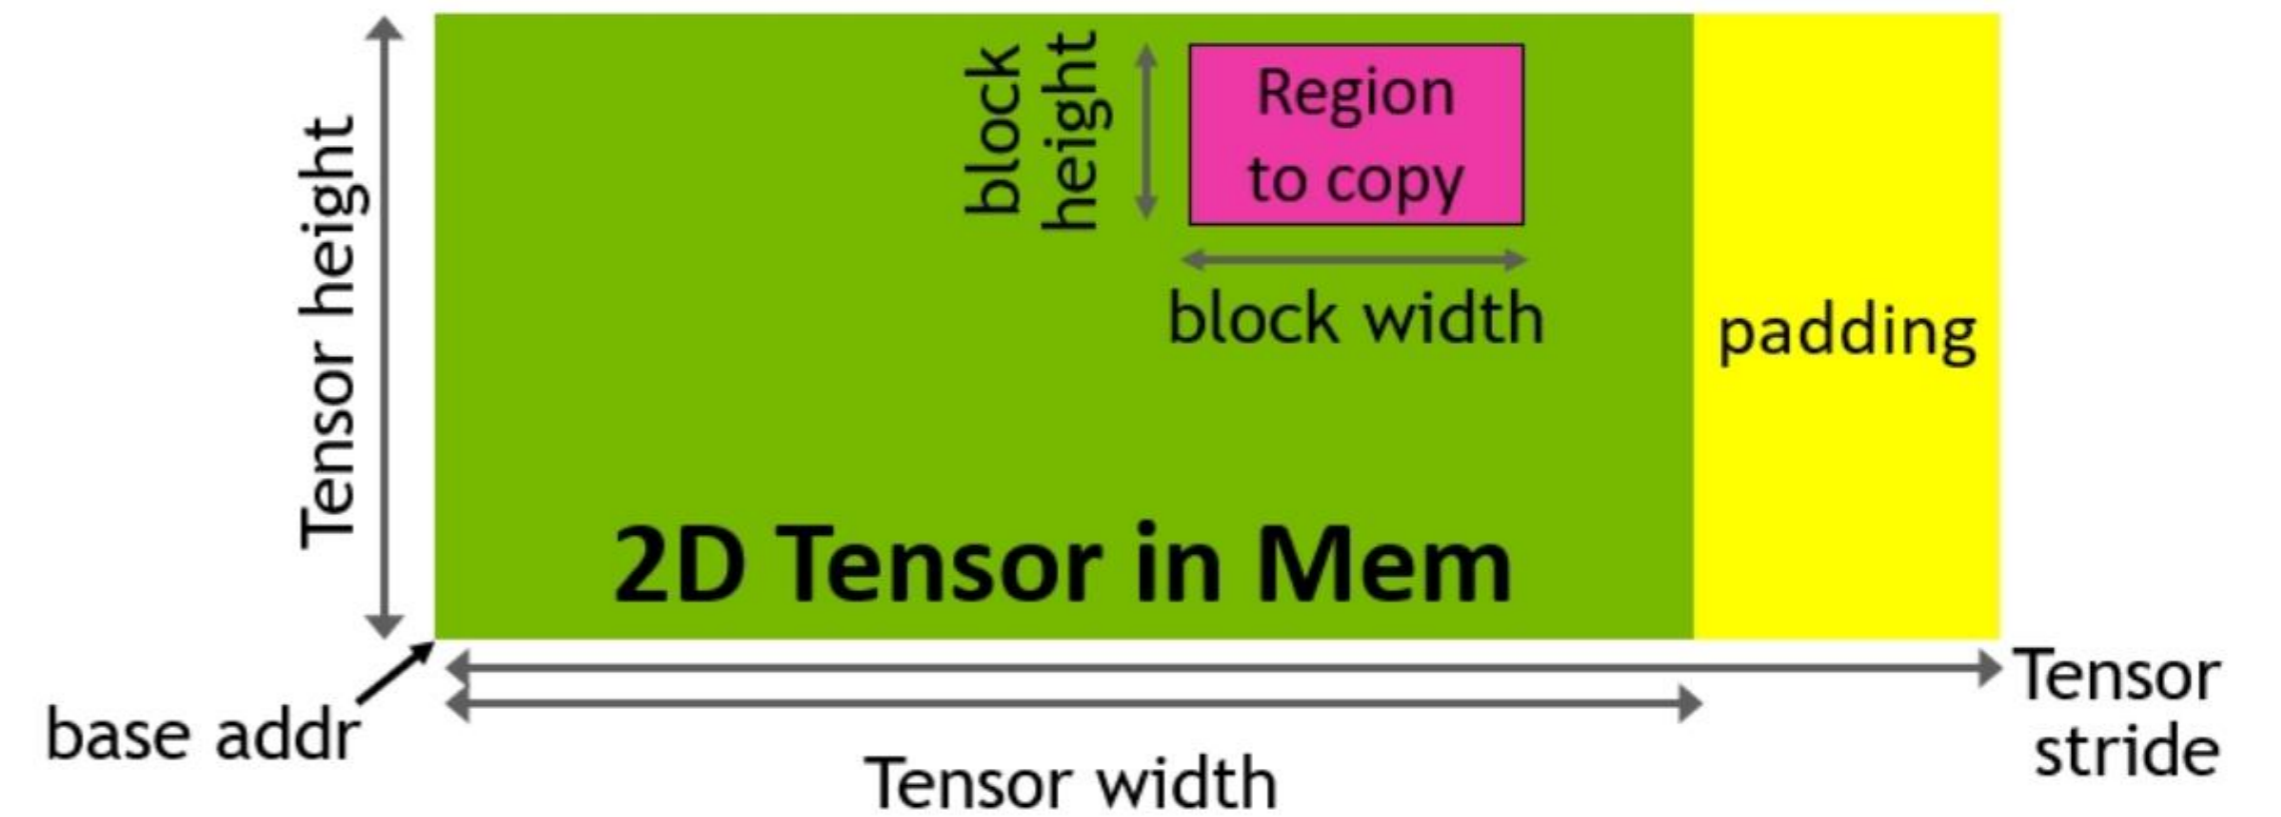 Tensor height
block
height
Region
to copy
block width
padding
2D Tensor in Mem
base addr
Tensor
stride
Tensor width